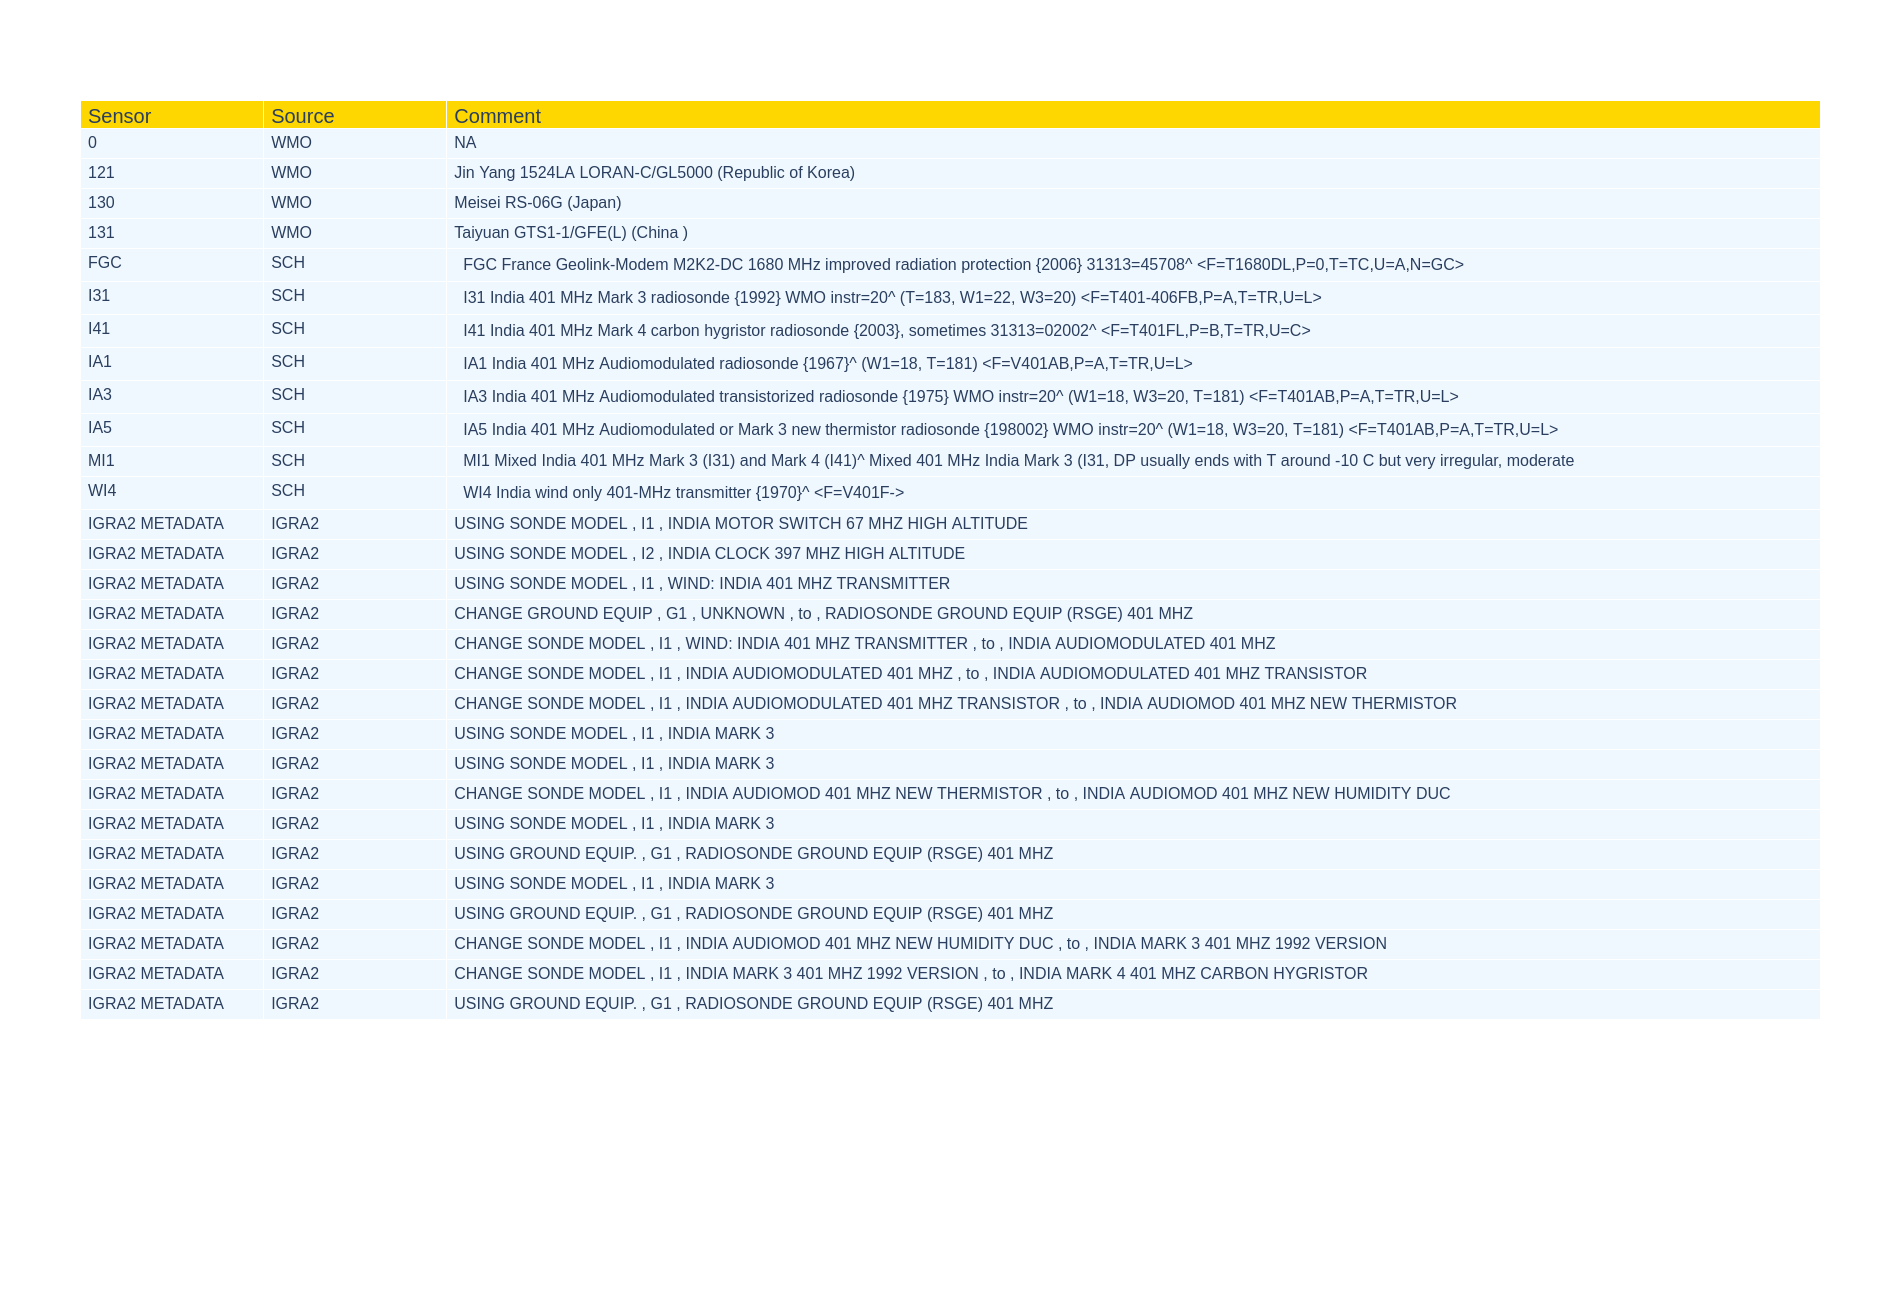 Sensor Source Comment
0 WMO NA
121 WMO Jin Yang 1524LA LORAN-C/GL5000 (Republic of Korea)
130 WMO Meisei RS-06G (Japan)
131 WMO Taiyuan GTS1-1/GFE(L) (China )
FGC SCH FGC France Geolink-Modem M2K2-DC 1680 MHz improved radiation protection {2006} 31313=45708^ <F=T1680DL,P=0,T=TC,U=A,N=GC>
I31 SCH I31 India 401 MHz Mark 3 radiosonde {1992} WMO instr=20^ (T=183, W1=22, W3=20) <F=T401-406FB,P=A,T=TR,U=L>
I41 SCH I41 India 401 MHz Mark 4 carbon hygristor radiosonde {2003}, sometimes 31313=02002^ <F=T401FL,P=B,T=TR,U=C>
IA1 SCH IA1 India 401 MHz Audiomodulated radiosonde {1967}^ (W1=18, T=181) <F=V401AB,P=A,T=TR,U=L>
IA3 SCH IA3 India 401 MHz Audiomodulated transistorized radiosonde {1975} WMO instr=20^ (W1=18, W3=20, T=181) <F=T401AB,P=A,T=TR,U=L>
IA5 SCH IA5 India 401 MHz Audiomodulated or Mark 3 new thermistor radiosonde {198002} WMO instr=20^ (W1=18, W3=20, T=181) <F=T401AB,P=A,T=TR,U=L>
MI1 SCH MI1 Mixed India 401 MHz Mark 3 (I31) and Mark 4 (I41)^ Mixed 401 MHz India Mark 3 (I31, DP usually ends with T around -10 C but very irregular, moderate
WI4 SCH WI4 India wind only 401-MHz transmitter {1970}^ <F=V401F->
IGRA2 METADATA IGRA2 USING SONDE MODEL , I1 , INDIA MOTOR SWITCH 67 MHZ HIGH ALTITUDE
IGRA2 METADATA IGRA2 USING SONDE MODEL , I2 , INDIA CLOCK 397 MHZ HIGH ALTITUDE
IGRA2 METADATA IGRA2 USING SONDE MODEL , I1 , WIND: INDIA 401 MHZ TRANSMITTER
IGRA2 METADATA IGRA2 CHANGE GROUND EQUIP , G1 , UNKNOWN , to , RADIOSONDE GROUND EQUIP (RSGE) 401 MHZ
IGRA2 METADATA IGRA2 CHANGE SONDE MODEL , I1 , WIND: INDIA 401 MHZ TRANSMITTER , to , INDIA AUDIOMODULATED 401 MHZ
IGRA2 METADATA IGRA2 CHANGE SONDE MODEL , I1 , INDIA AUDIOMODULATED 401 MHZ , to , INDIA AUDIOMODULATED 401 MHZ TRANSISTOR
IGRA2 METADATA IGRA2 CHANGE SONDE MODEL , I1 , INDIA AUDIOMODULATED 401 MHZ TRANSISTOR , to , INDIA AUDIOMOD 401 MHZ NEW THERMISTOR
IGRA2 METADATA IGRA2 USING SONDE MODEL , I1 , INDIA MARK 3
IGRA2 METADATA IGRA2 USING SONDE MODEL , I1 , INDIA MARK 3
IGRA2 METADATA IGRA2 CHANGE SONDE MODEL , I1 , INDIA AUDIOMOD 401 MHZ NEW THERMISTOR , to , INDIA AUDIOMOD 401 MHZ NEW HUMIDITY DUC
IGRA2 METADATA IGRA2 USING SONDE MODEL , I1 , INDIA MARK 3
IGRA2 METADATA IGRA2 USING GROUND EQUIP. , G1 , RADIOSONDE GROUND EQUIP (RSGE) 401 MHZ
IGRA2 METADATA IGRA2 USING SONDE MODEL , I1 , INDIA MARK 3
IGRA2 METADATA IGRA2 USING GROUND EQUIP. , G1 , RADIOSONDE GROUND EQUIP (RSGE) 401 MHZ
IGRA2 METADATA IGRA2 CHANGE SONDE MODEL , I1 , INDIA AUDIOMOD 401 MHZ NEW HUMIDITY DUC , to , INDIA MARK 3 401 MHZ 1992 VERSION
IGRA2 METADATA IGRA2 CHANGE SONDE MODEL , I1 , INDIA MARK 3 401 MHZ 1992 VERSION , to , INDIA MARK 4 401 MHZ CARBON HYGRISTOR
IGRA2 METADATA IGRA2 USING GROUND EQUIP. , G1 , RADIOSONDE GROUND EQUIP (RSGE) 401 MHZ